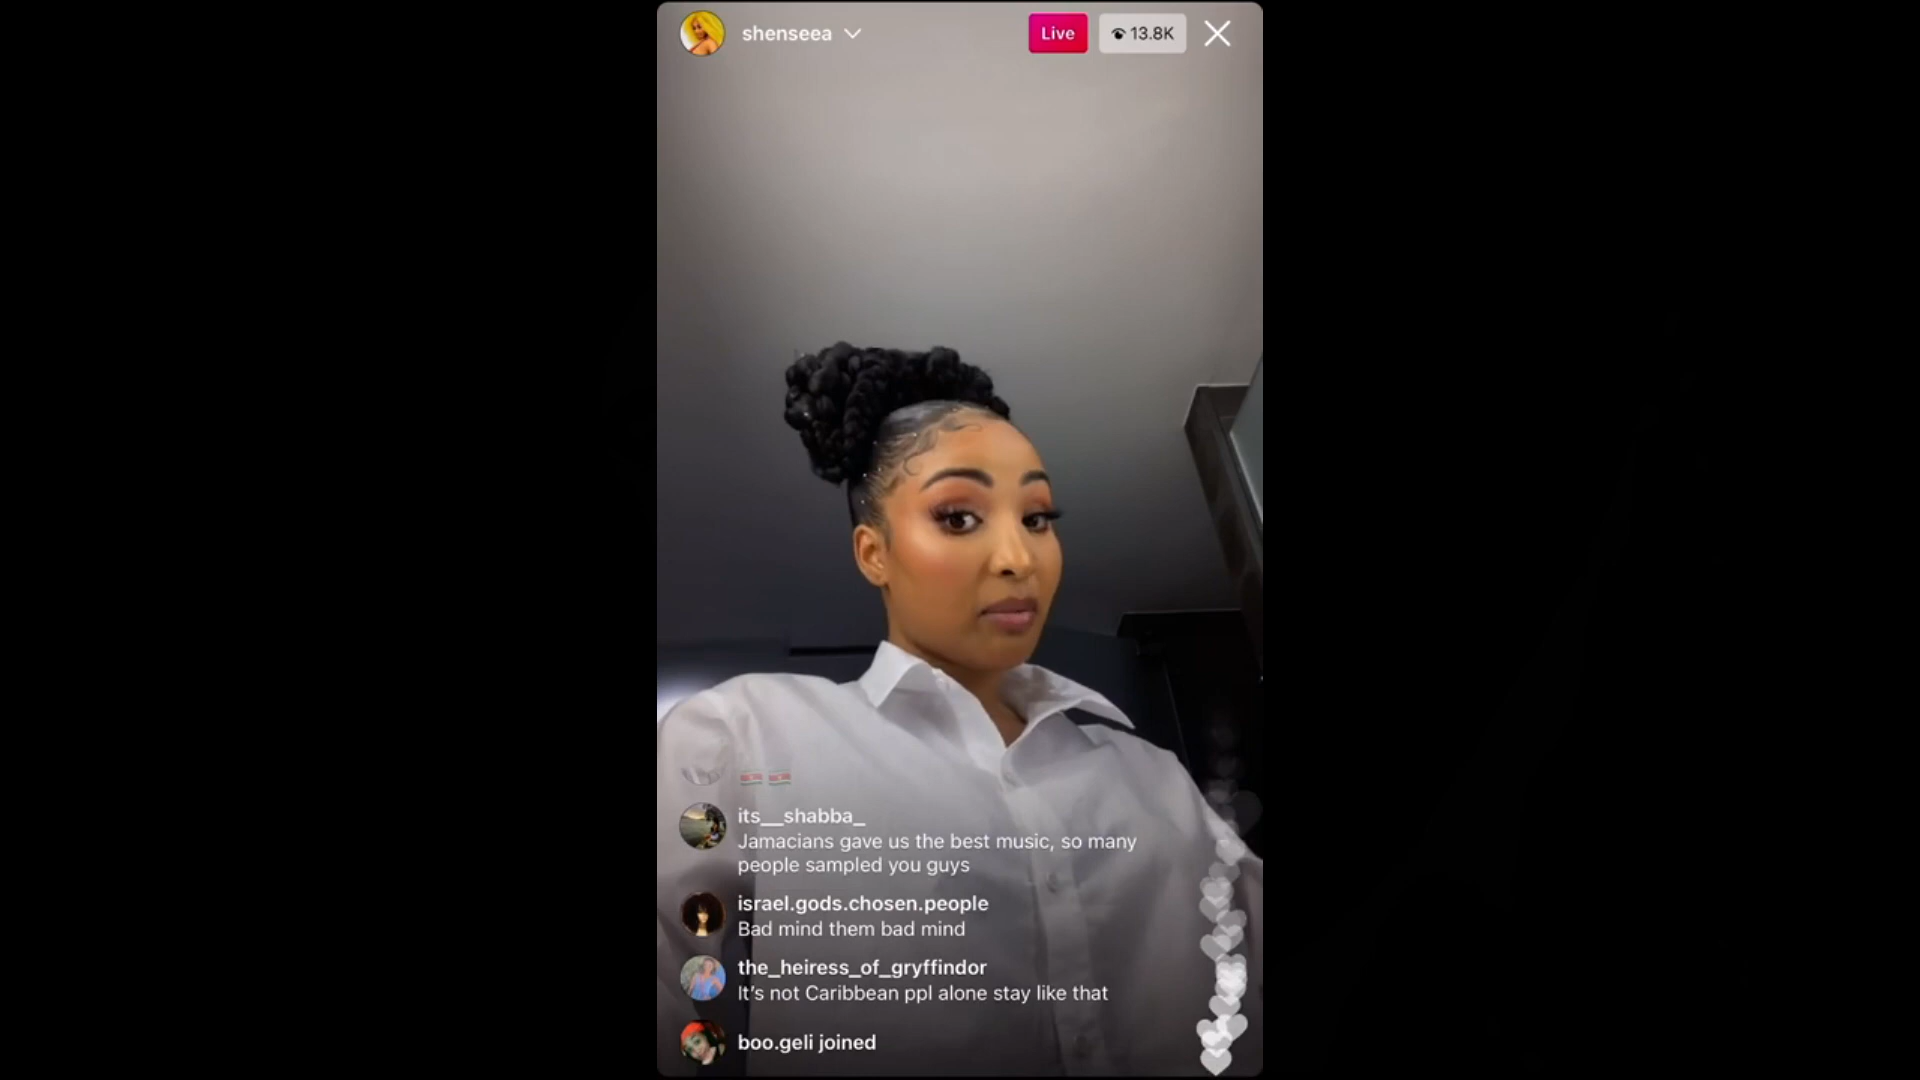 shenseea
Live
13.8K
its__shabba_
Jamacians gave us the best music, so many
people sampled you guys
israel.gods.chosen.people
Bad mind them bad mind
the_heiress_of_gryffindor
It's not Caribbean ppl alone stay like that
boo.geli joined